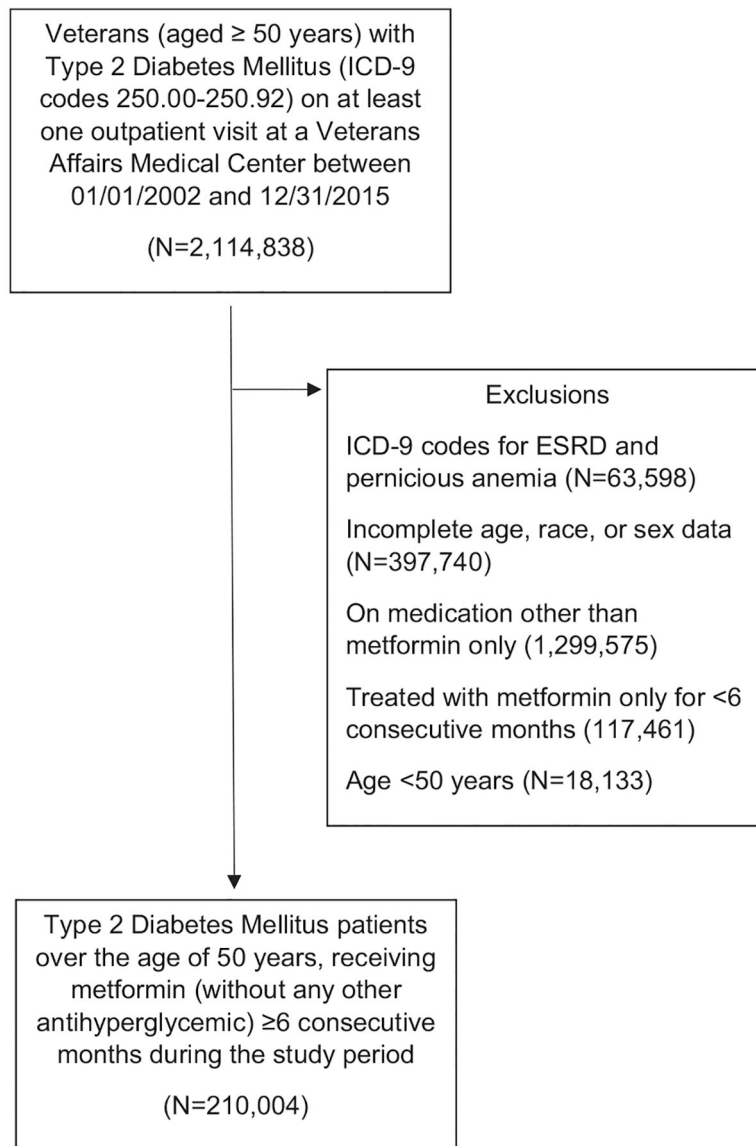 Veterans (aged ≥ 50 years) with
Type 2 Diabetes Mellitus (ICD-9
codes 250.00-250.92) on at least
one outpatient visit at a Veterans
Affairs Medical Center between
01/01/2002 and 12/31/2015
(N=2,114,838)
Exclusions
ICD-9 codes for ESRD and
pernicious anemia (N=63,598)
Incomplete age, race, or sex data
(N=397,740)
On medication other than
metformin only (1,299,575)
Treated with metformin only for <6
consecutive months (117,461)
Age <50 years (N=18,133)
Type 2 Diabetes Mellitus patients
over the age of 50 years, receiving
metformin (without any other
antihyperglycemic) ≥6 consecutive
months during the study period
(N=210,004)